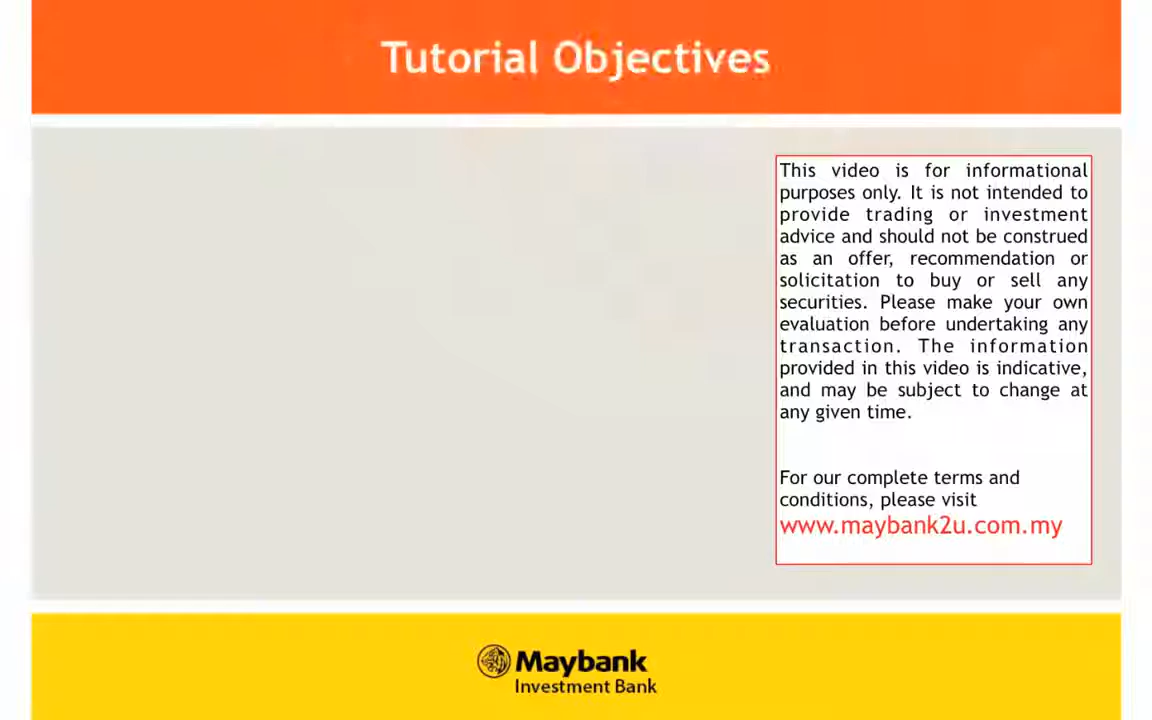 Tutorial Objectives
This video is for informational
purposes only. It is not intended to
provide trading or investment
advice and should not be construed
as an offer, recommendation or
solicitation to buy or sell any
securities. Please make your own
evaluation before undertaking any
transaction. The information
provided in this video is indicative,
and may be subject to change at
any given time.
For our complete terms and
conditions, please visit
www.maybank2u.com.my
Maybank
Investment Bank